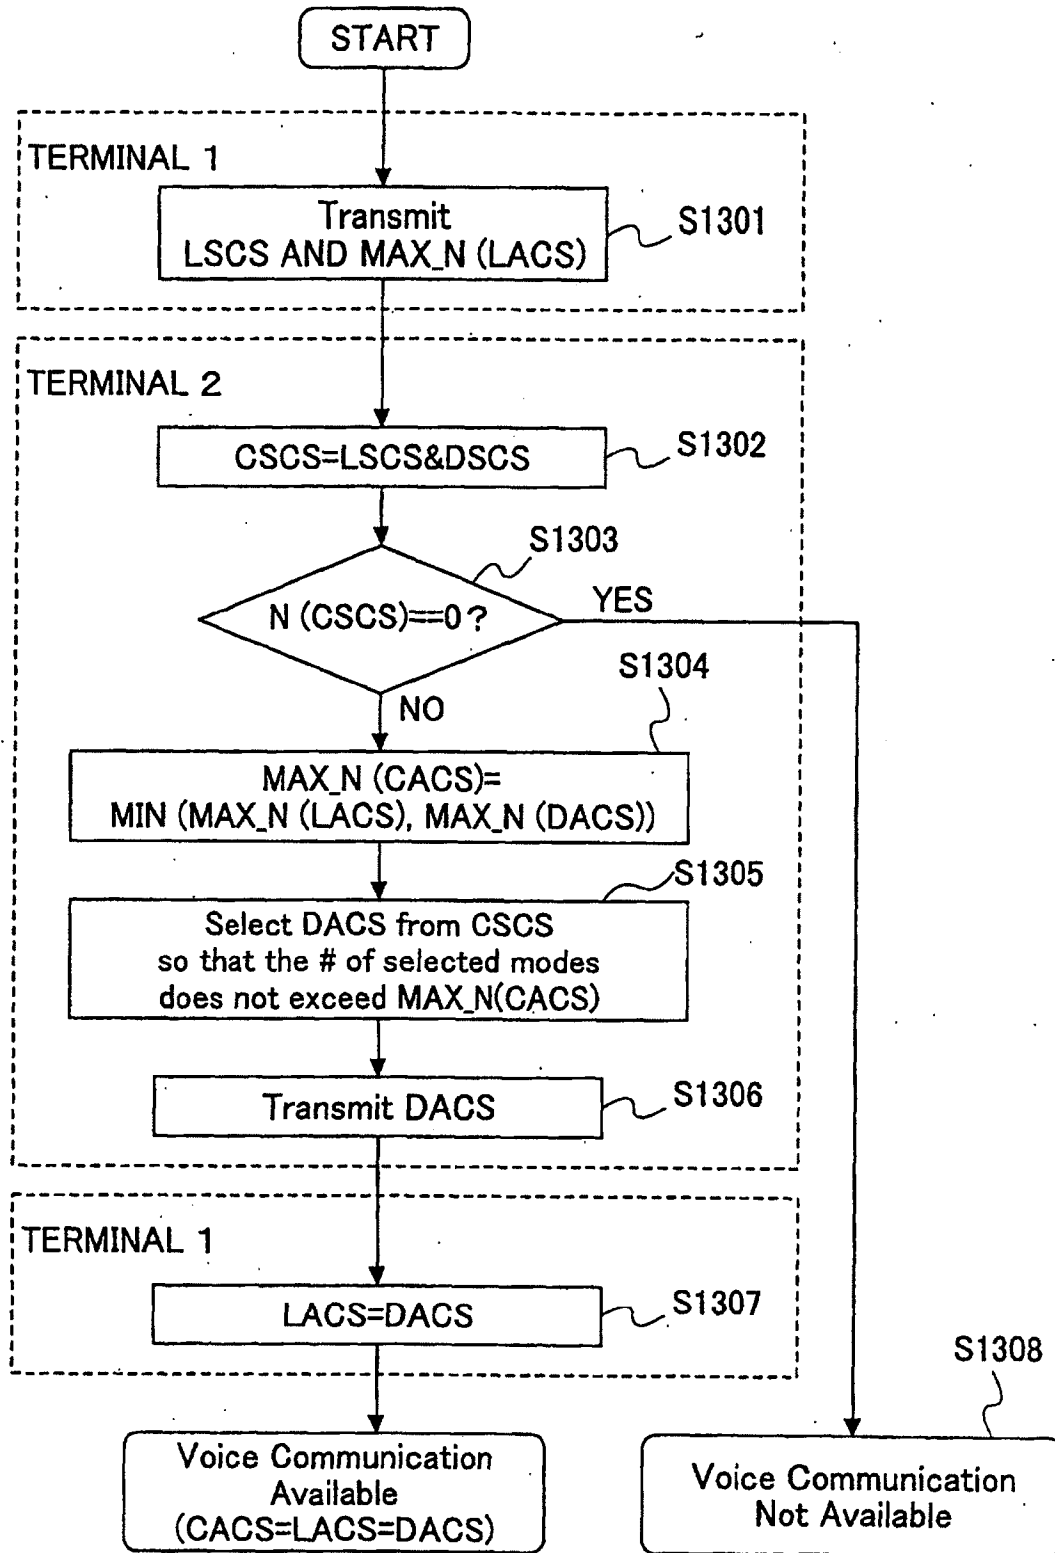 START
TERMINAL 1
Transmit
LSCS AND MAX_N (LACS)
S1301
TERMINAL 2
CSCS=LSCS&DSCS
S1302
S1303
N (CSCS)==0?
YES
NO
S1304
MAX_N (CACS)=
MIN (MAX_N (LACS), MAX_N (DACS))
S1305
Select DACS from CSCS
so that the # of selected modes
does not exceed MAX_N(CACS)
Transmit DACS
S1306
TERMINAL 1
LACS=DACS
S1307
S1308
Voice Communication
Available
(CACS=LACS=DACS)
Voice Communication
Not Available